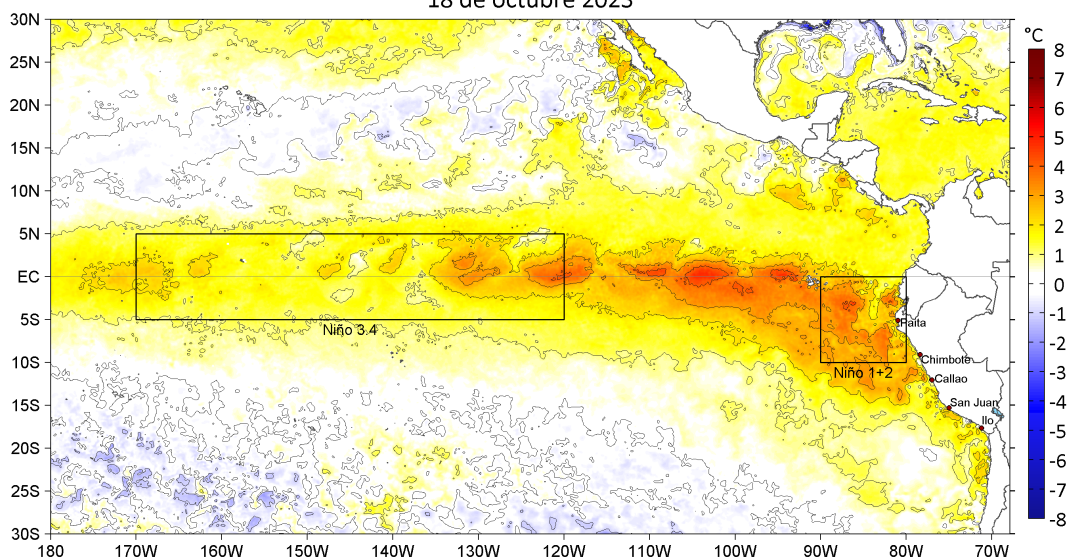 18 de octubre 2023
30N
25N
20N
15N
10N
5N
EC
5S
10S
15S
20S
25S
30S
180 170W 160W 150W 140W 130W 120W 110W 100W 90W 80W 70W
Niño 3.4
Niño 1+2
Paita
Chimbote
Callao
San Juan
Ilo
°C
8
7
6
5
4
3
2
1
0
-1
-2
-3
-4
-5
-6
-7
-8